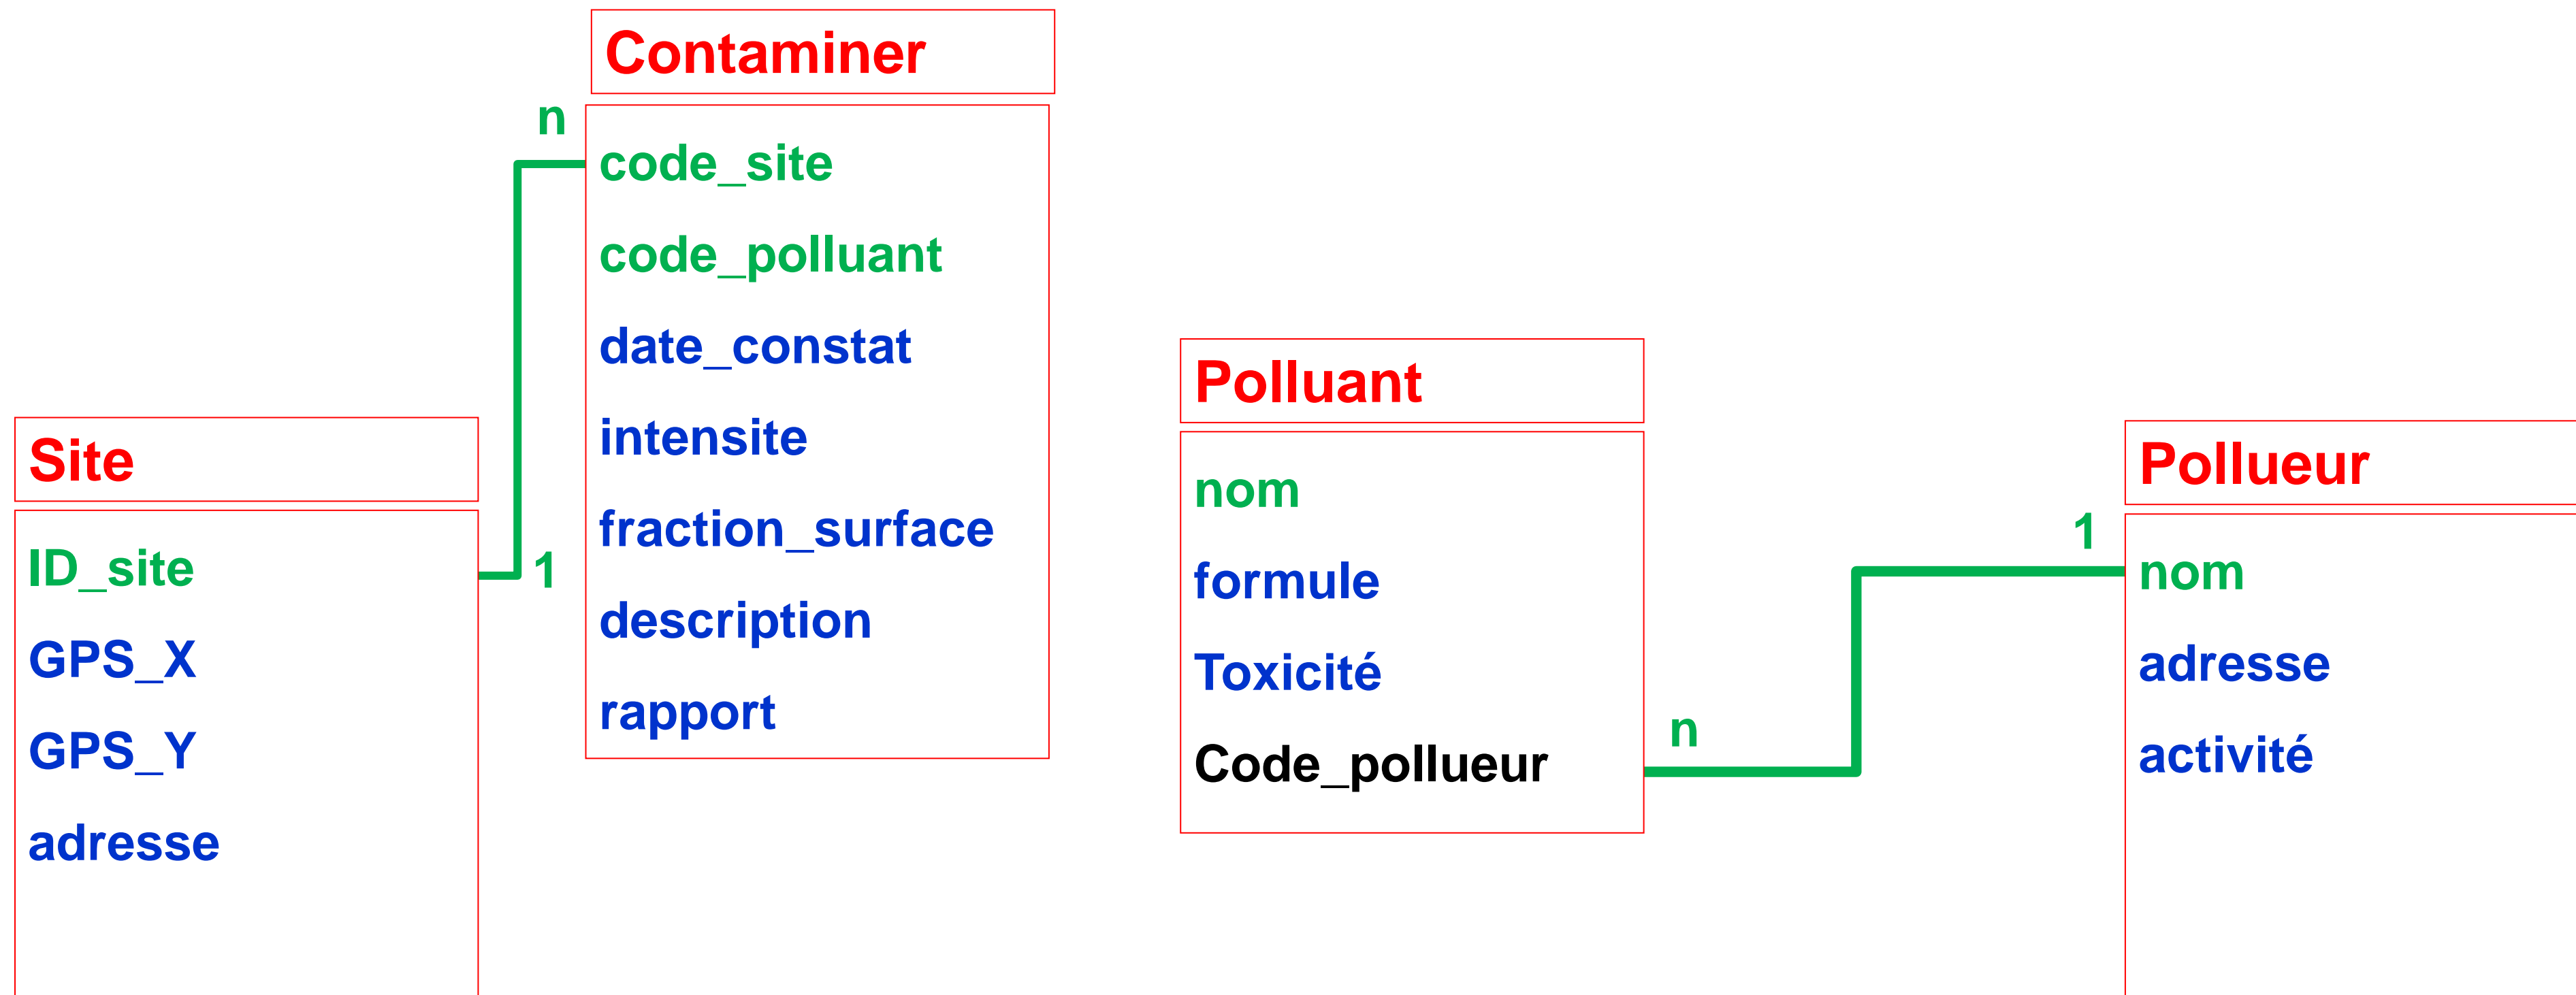 Contaminer
n
code_site
code_polluant
date_constat
intensite
fraction_surface
description
rapport
Site
ID_site
1
GPS_X
GPS_Y
adresse
Polluant
nom
formule
Toxicité
Code_pollueur
n
Pollueur
1
nom
adresse
activité